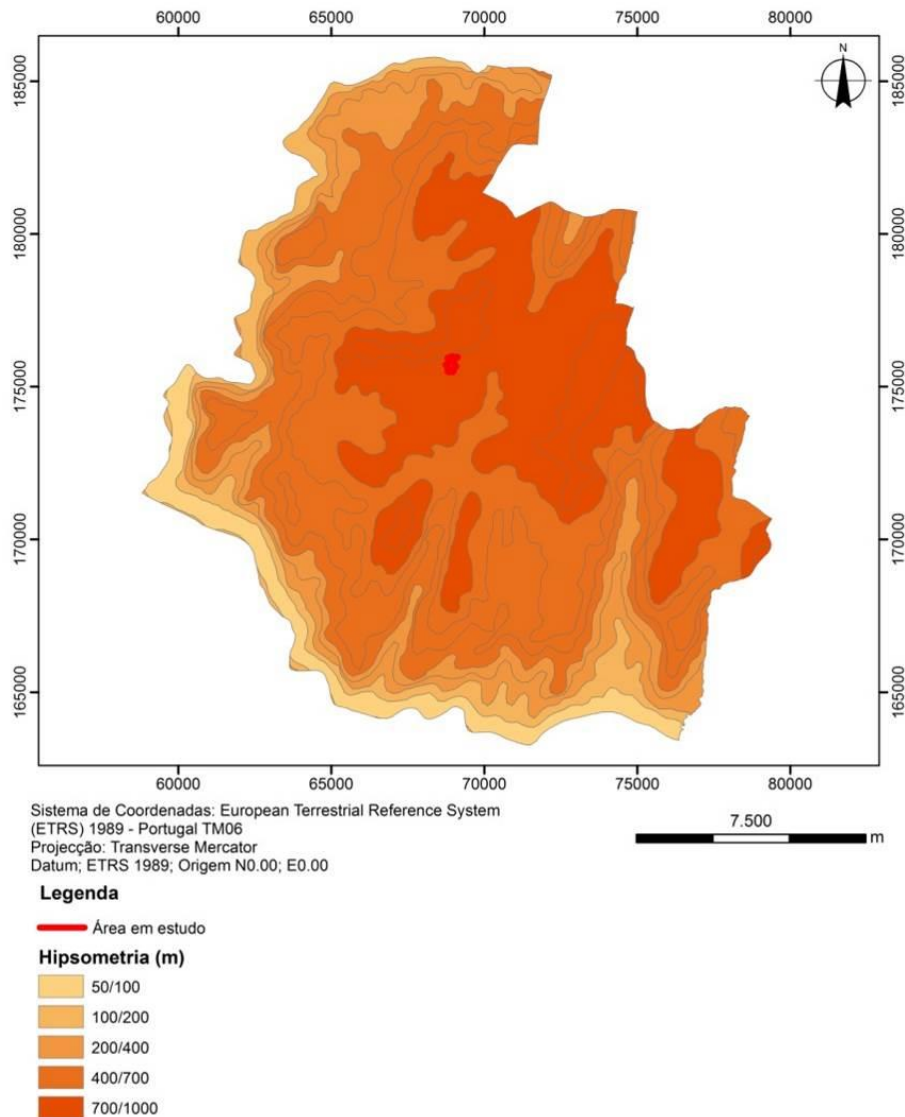 60000 65000 70000 75000 80000
N
185000 185000
180000 180000
175000 175000
170000 170000
165000 165000
60000 65000 70000 75000 80000
Sistema de Coordenadas: European Terrestrial Reference System
(ETRS) 1989 - Portugal TM06
Projecção: Transverse Mercator
Datum; ETRS 1989; Origem N0.00; E0.00
7.500
m
Legenda
Área em estudo
Hipsometria (m)
50/100
100/200
200/400
400/700
700/1000